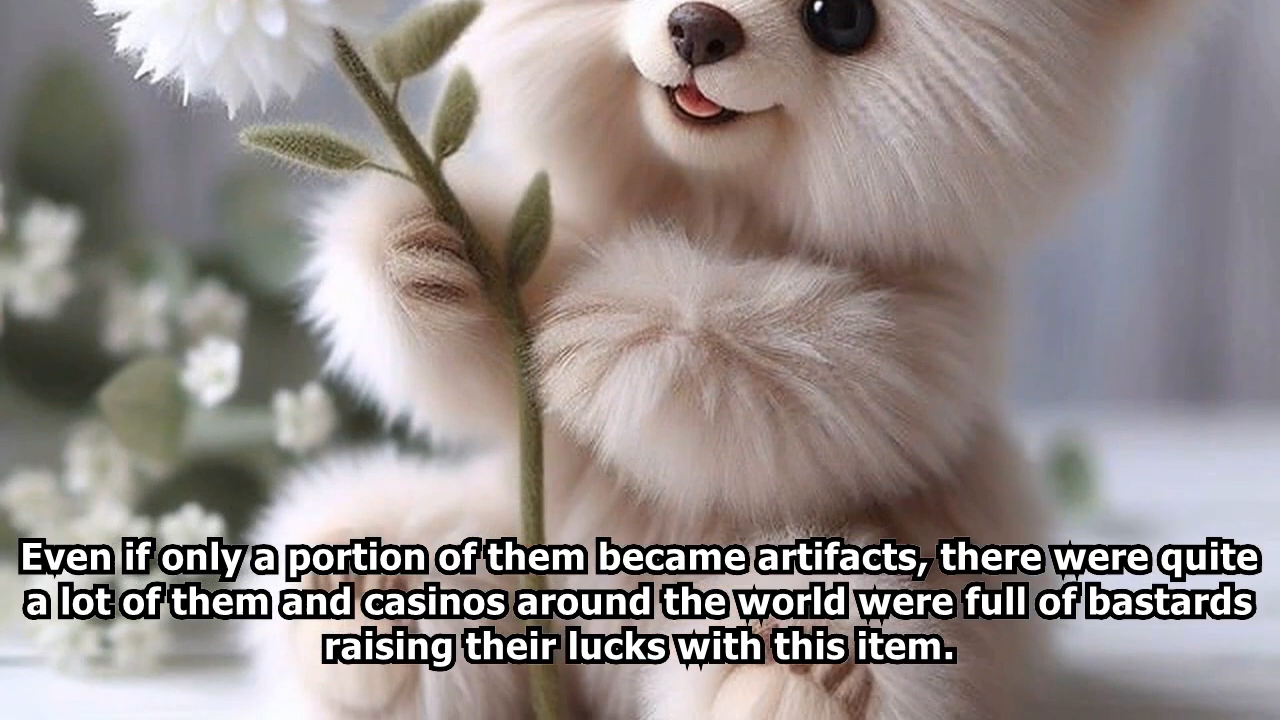 Even if only a portion of them became artifacts, there were quite
a lot of them and casinos around the world were full of bastards
raising their lucks with this item.